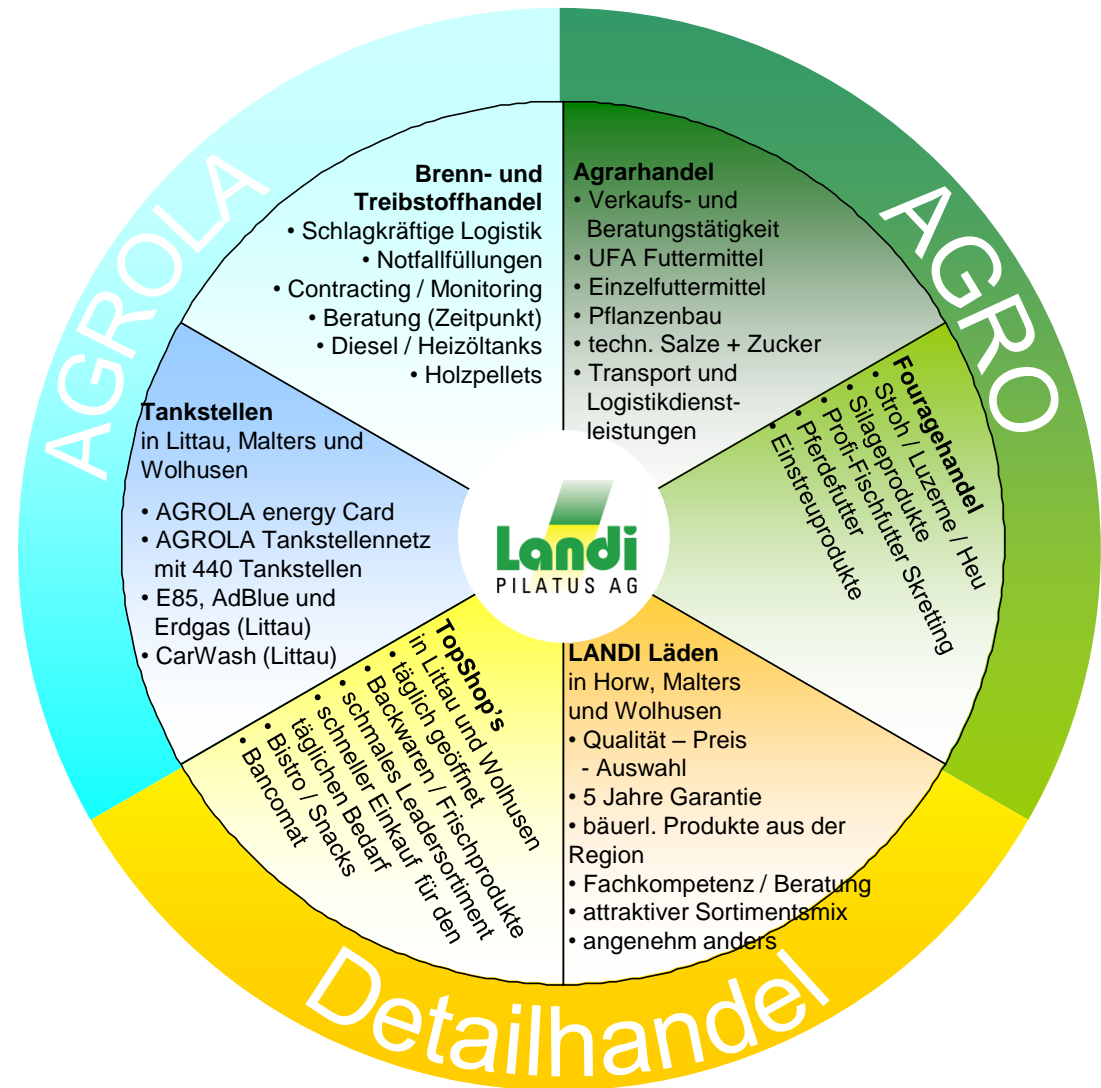 AGROLA
AGRO
Detailhandel
Brenn- und
Treibstoffhandel
• Schlagkräftige Logistik
• Notfallfüllungen
• Contracting / Monitoring
• Beratung (Zeitpunkt)
• Diesel / Heizöltanks
• Holzpellets
Agrarhandel
• Verkaufs- und
Beratungstätigkeit
• UFA Futtermittel
• Einzelfuttermittel
• Pflanzenbau
• techn. Salze + Zucker
• Transport und
Logistikdienst-
leistungen
Fouragehandel
• Stroh / Luzerne / Heu
• Silageprodukte
• Profi-Fischfutter Skretting
• Pferdefutter
• Einstreuprodukte
Tankstellen
in Littau, Malters und
Wolhusen
• AGROLA energy Card
• AGROLA Tankstellennetz
mit 440 Tankstellen
• E85, AdBlue und
Erdgas (Littau)
• CarWash (Littau)
Landi
PILATUS AG
TopShop's
in Littau und Wolhusen
• täglich geöffnet
• Backwaren / Frischprodukte
• schmales Leadersortiment
• schneller Einkauf für den
täglichen Bedarf
• Bistro / Snacks
• Bancomat
LANDI Läden
in Horw, Malters
und Wolhusen
• Qualität – Preis
- Auswahl
• 5 Jahre Garantie
• bäuerl. Produkte aus der
Region
• Fachkompetenz / Beratung
• attraktiver Sortimentsmix
• angenehm anders